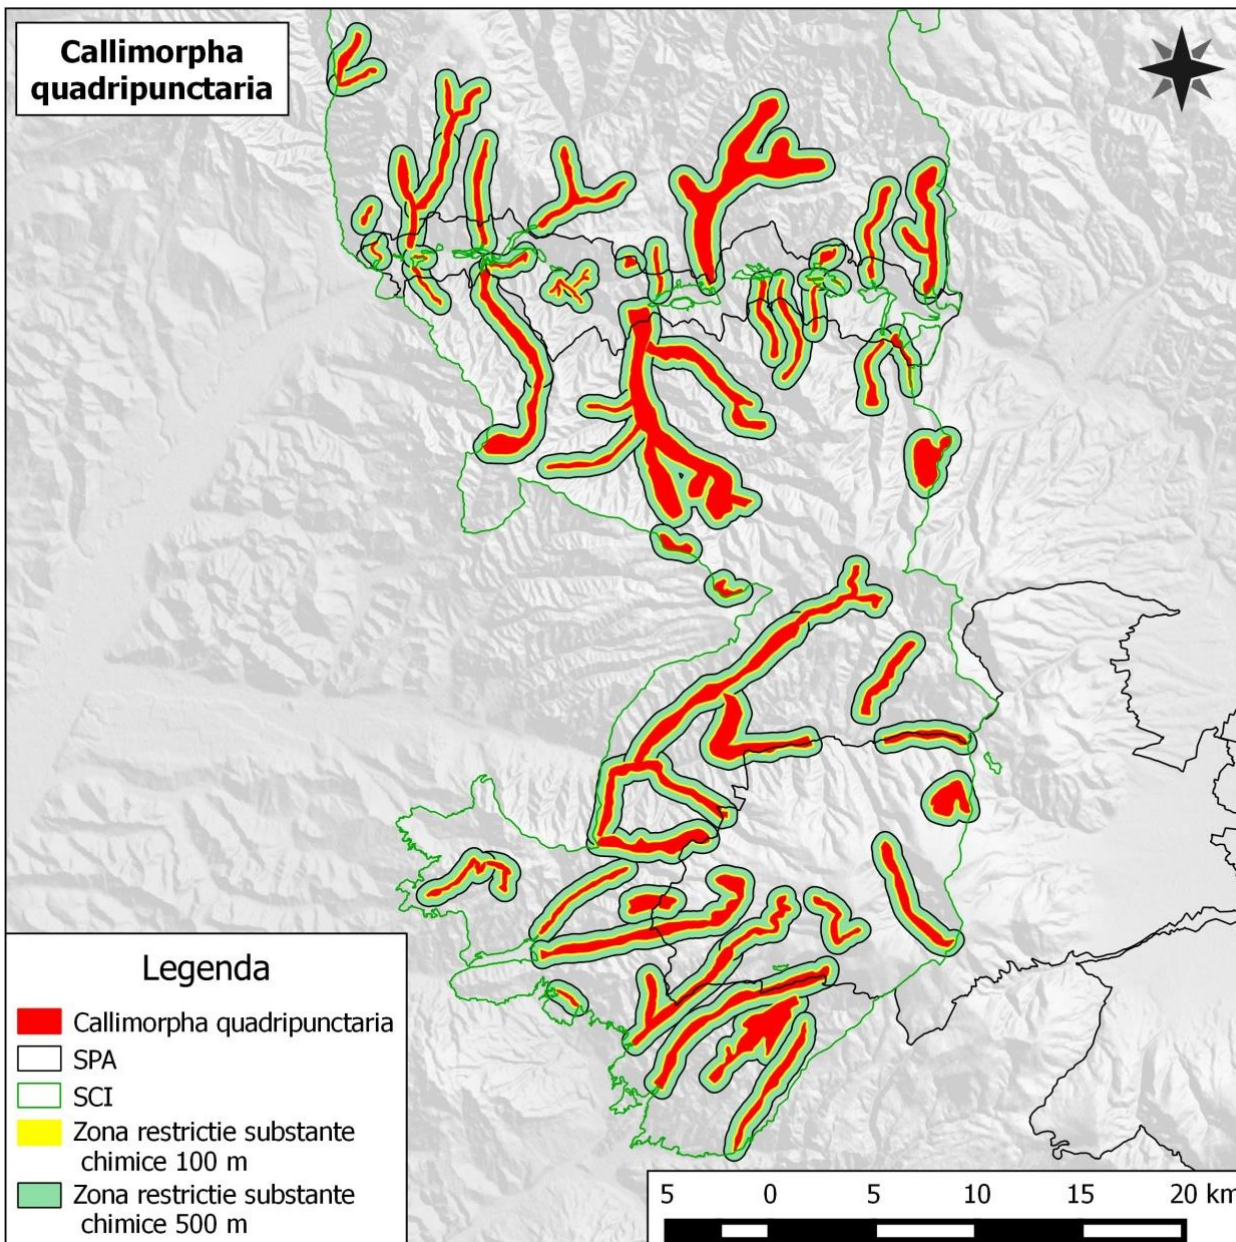 Callimorpha
quadripunctaria
Legenda
Callimorpha quadripunctaria
SPA
SCI
Zona restrictie substante
chimice 100 m
Zona restrictie substante
chimice 500 m
5 0 5 10 15 20 km